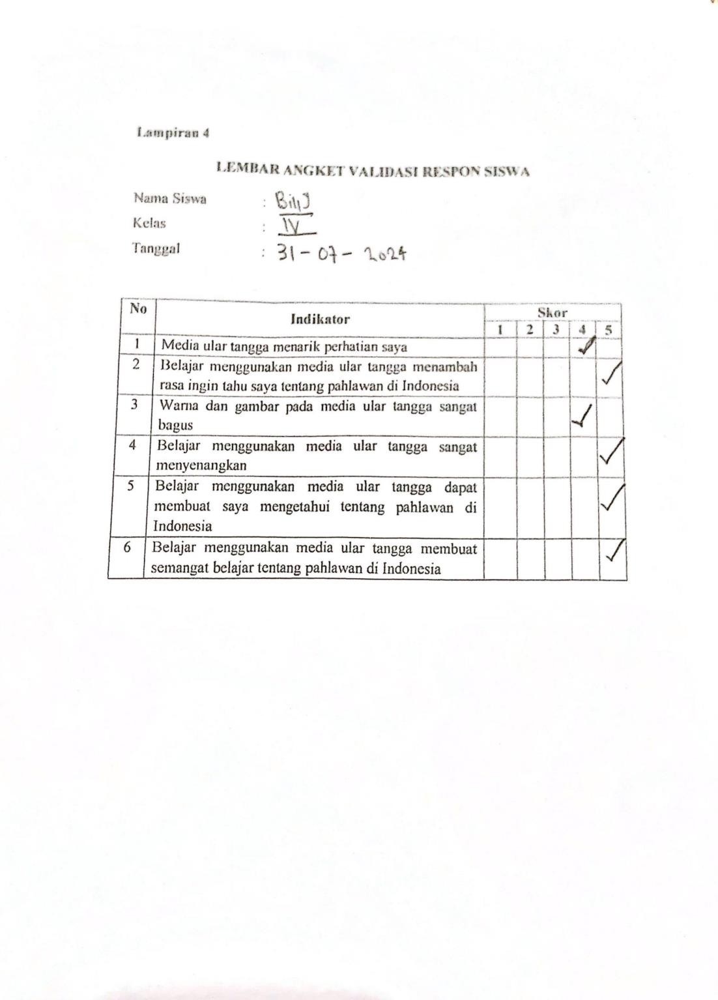 Lampiran 4
LEMBAR ANGKET VALIDASI RESPON SISWA
Nama Siswa :
Kelas : IV
Tanggal : 31-07-2024
No Indikator Skor
1 2 3 4 5
1 Media ular tangga menarik perhatian saya ✓
2 Belajar menggunakan media ular tangga menambah
rasa ingin tahu saya tentang pahlawan di Indonesia ✓
3 Warna dan gambar pada media ular tangga sangat
bagus ✓
4 Belajar menggunakan media ular tangga sangat
menyenangkan ✓
5 Belajar menggunakan media ular tangga dapat
membuat saya mengetahui tentang pahlawan di
Indonesia ✓
6 Belajar menggunakan media ular tangga membuat
semangat belajar tentang pahlawan di Indonesia ✓